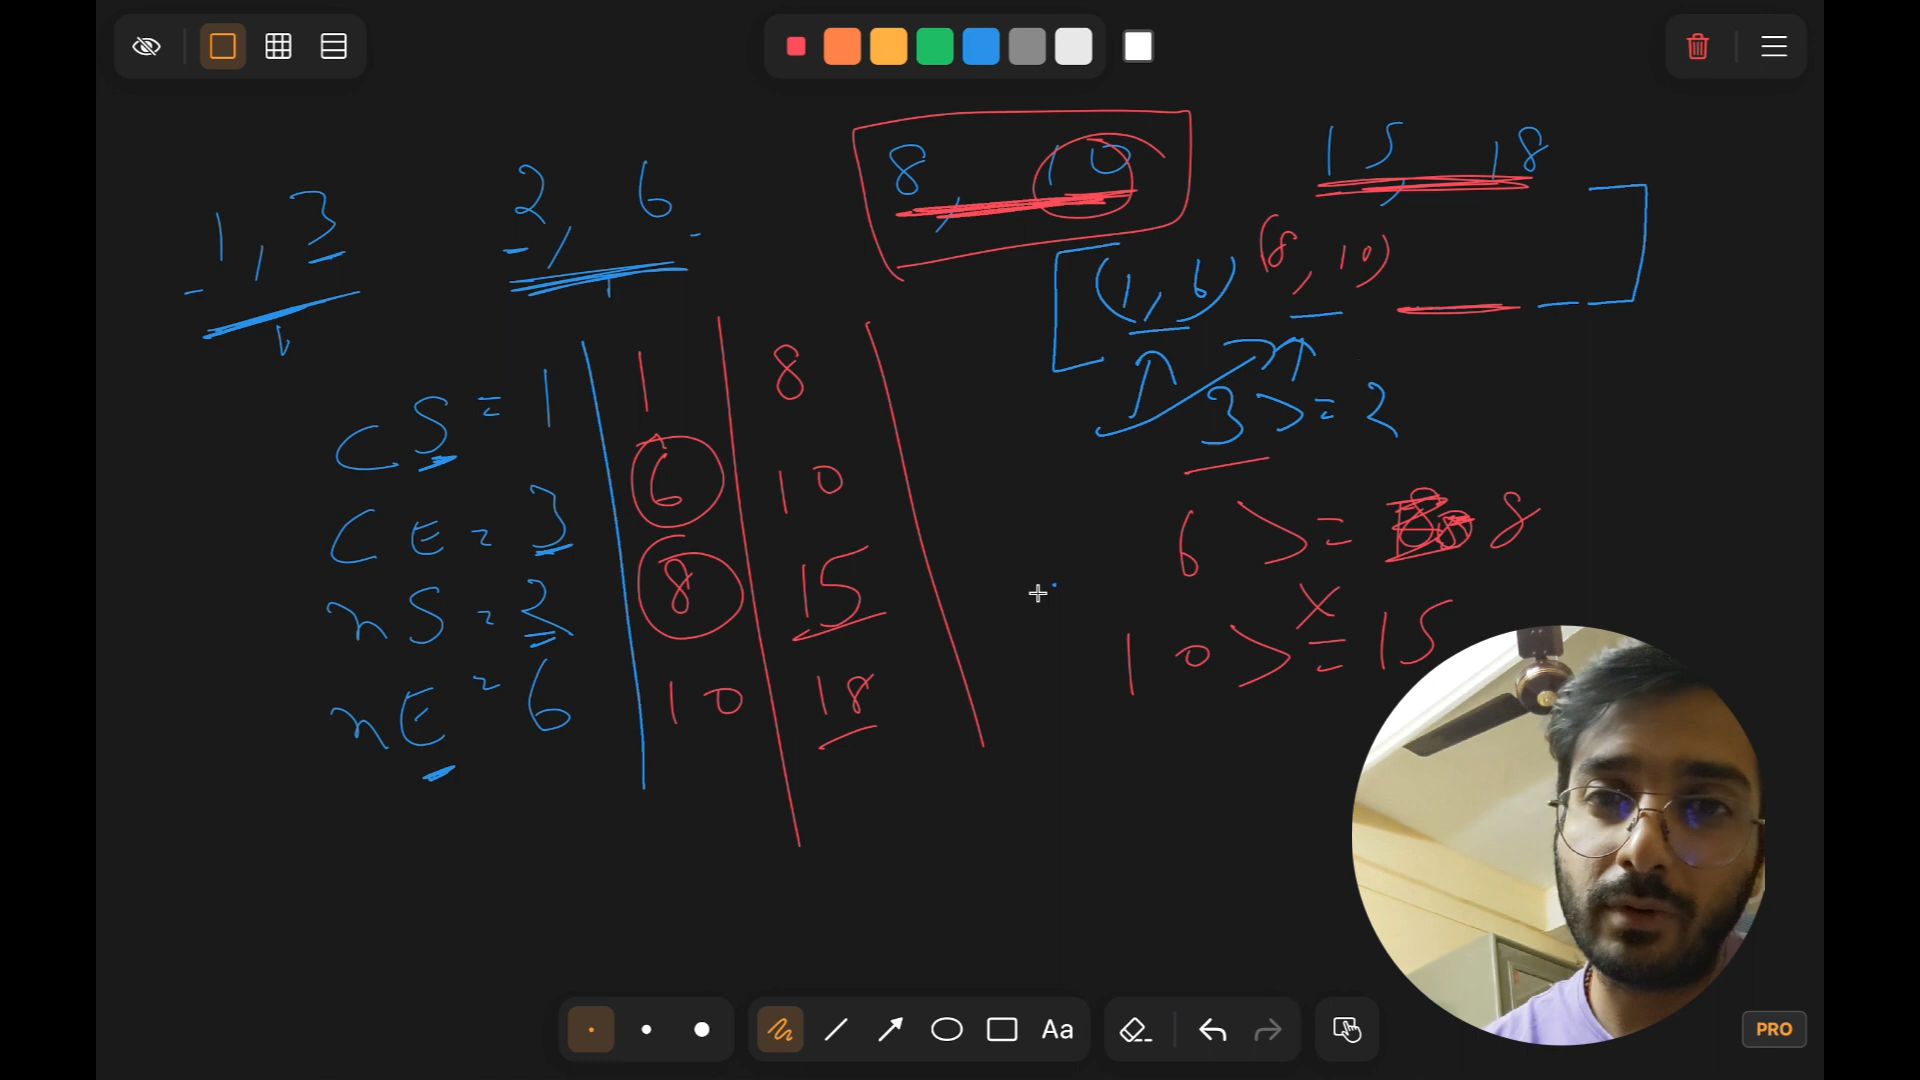 1, 3   2, 6   8, 10   15, 18
[(1, 6) (8, 10)      ]
CS = 1   1   8
3 >= 2
CE = 3   6   10
6 >= 8
nS = 2   8   15
10 >= 15
x
nE = 6   10   18
Aa
PRO